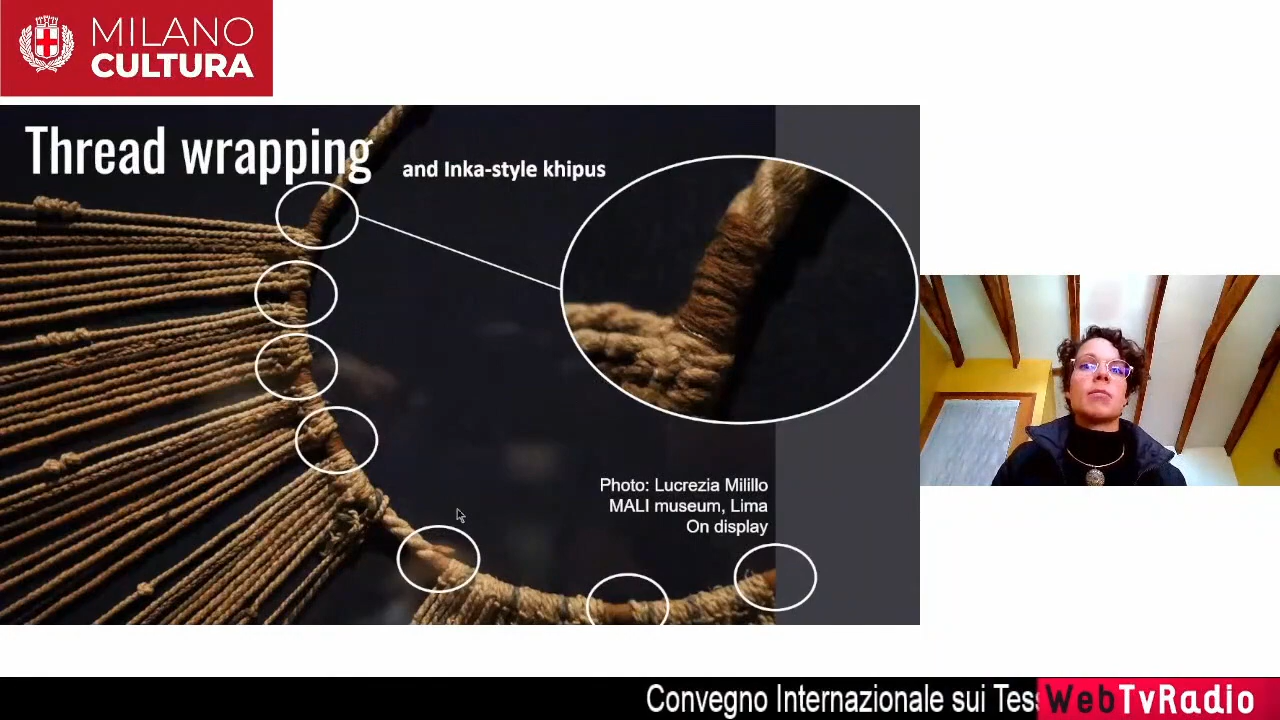 MILANO
CULTURA
Thread wrapping
and Inka-style khipus
Photo: Lucrezia Milillo
MALI museum, Lima
On display
Convegno Internazionale sui Tess
WebTvRadio